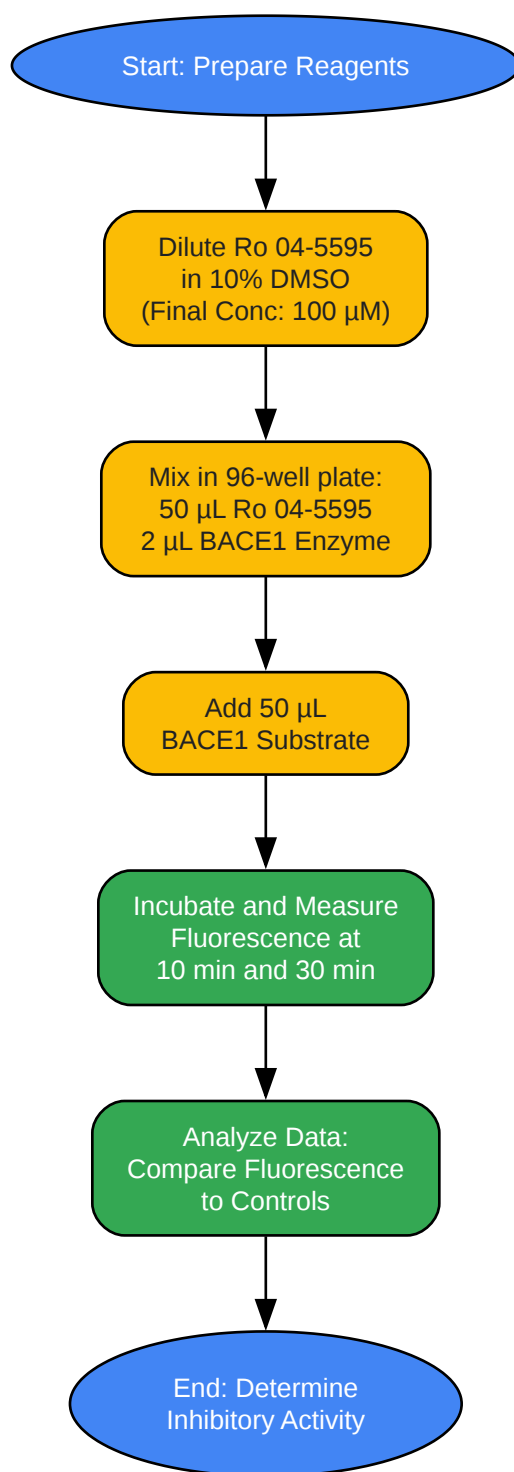 Start: Prepare Reagents
Dilute Ro 04-5595
in 10% DMSO
(Final Conc: 100 µM)
Mix in 96-well plate:
50 µL Ro 04-5595
2 µL BACE1 Enzyme
Add 50 µL
BACE1 Substrate
Incubate and Measure
Fluorescence at
10 min and 30 min
Analyze Data:
Compare Fluorescence
to Controls
End: Determine
Inhibitory Activity